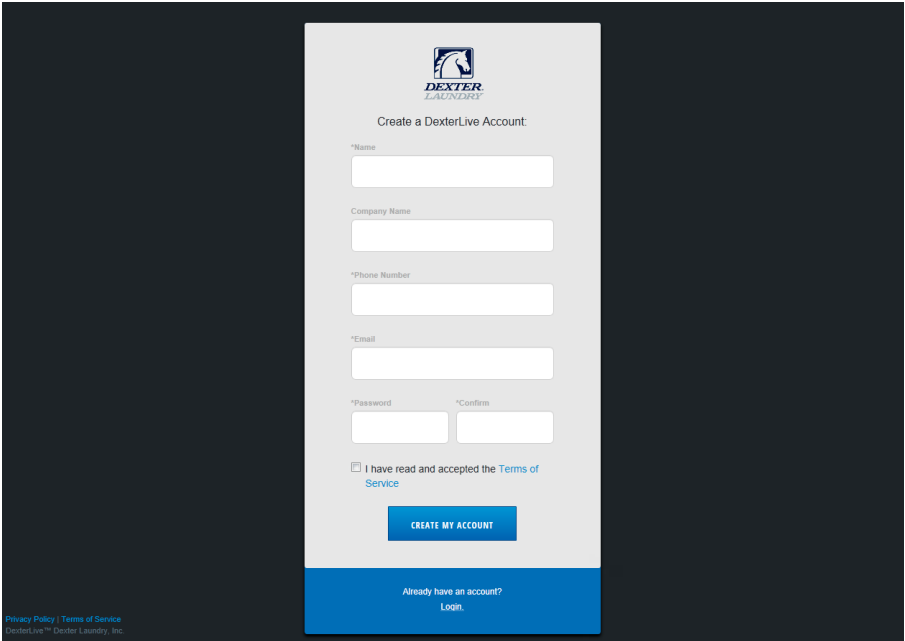 DEXTER
LAUNDRY
Create a DexterLive Account:
*Name
Company Name
*Phone Number
*Email
*Password *Confirm
I have read and accepted the Terms of
Service
CREATE MY ACCOUNT
Already have an account?
Login.
Privacy Policy | Terms of Service
DexterLive™ Dexter Laundry, Inc.